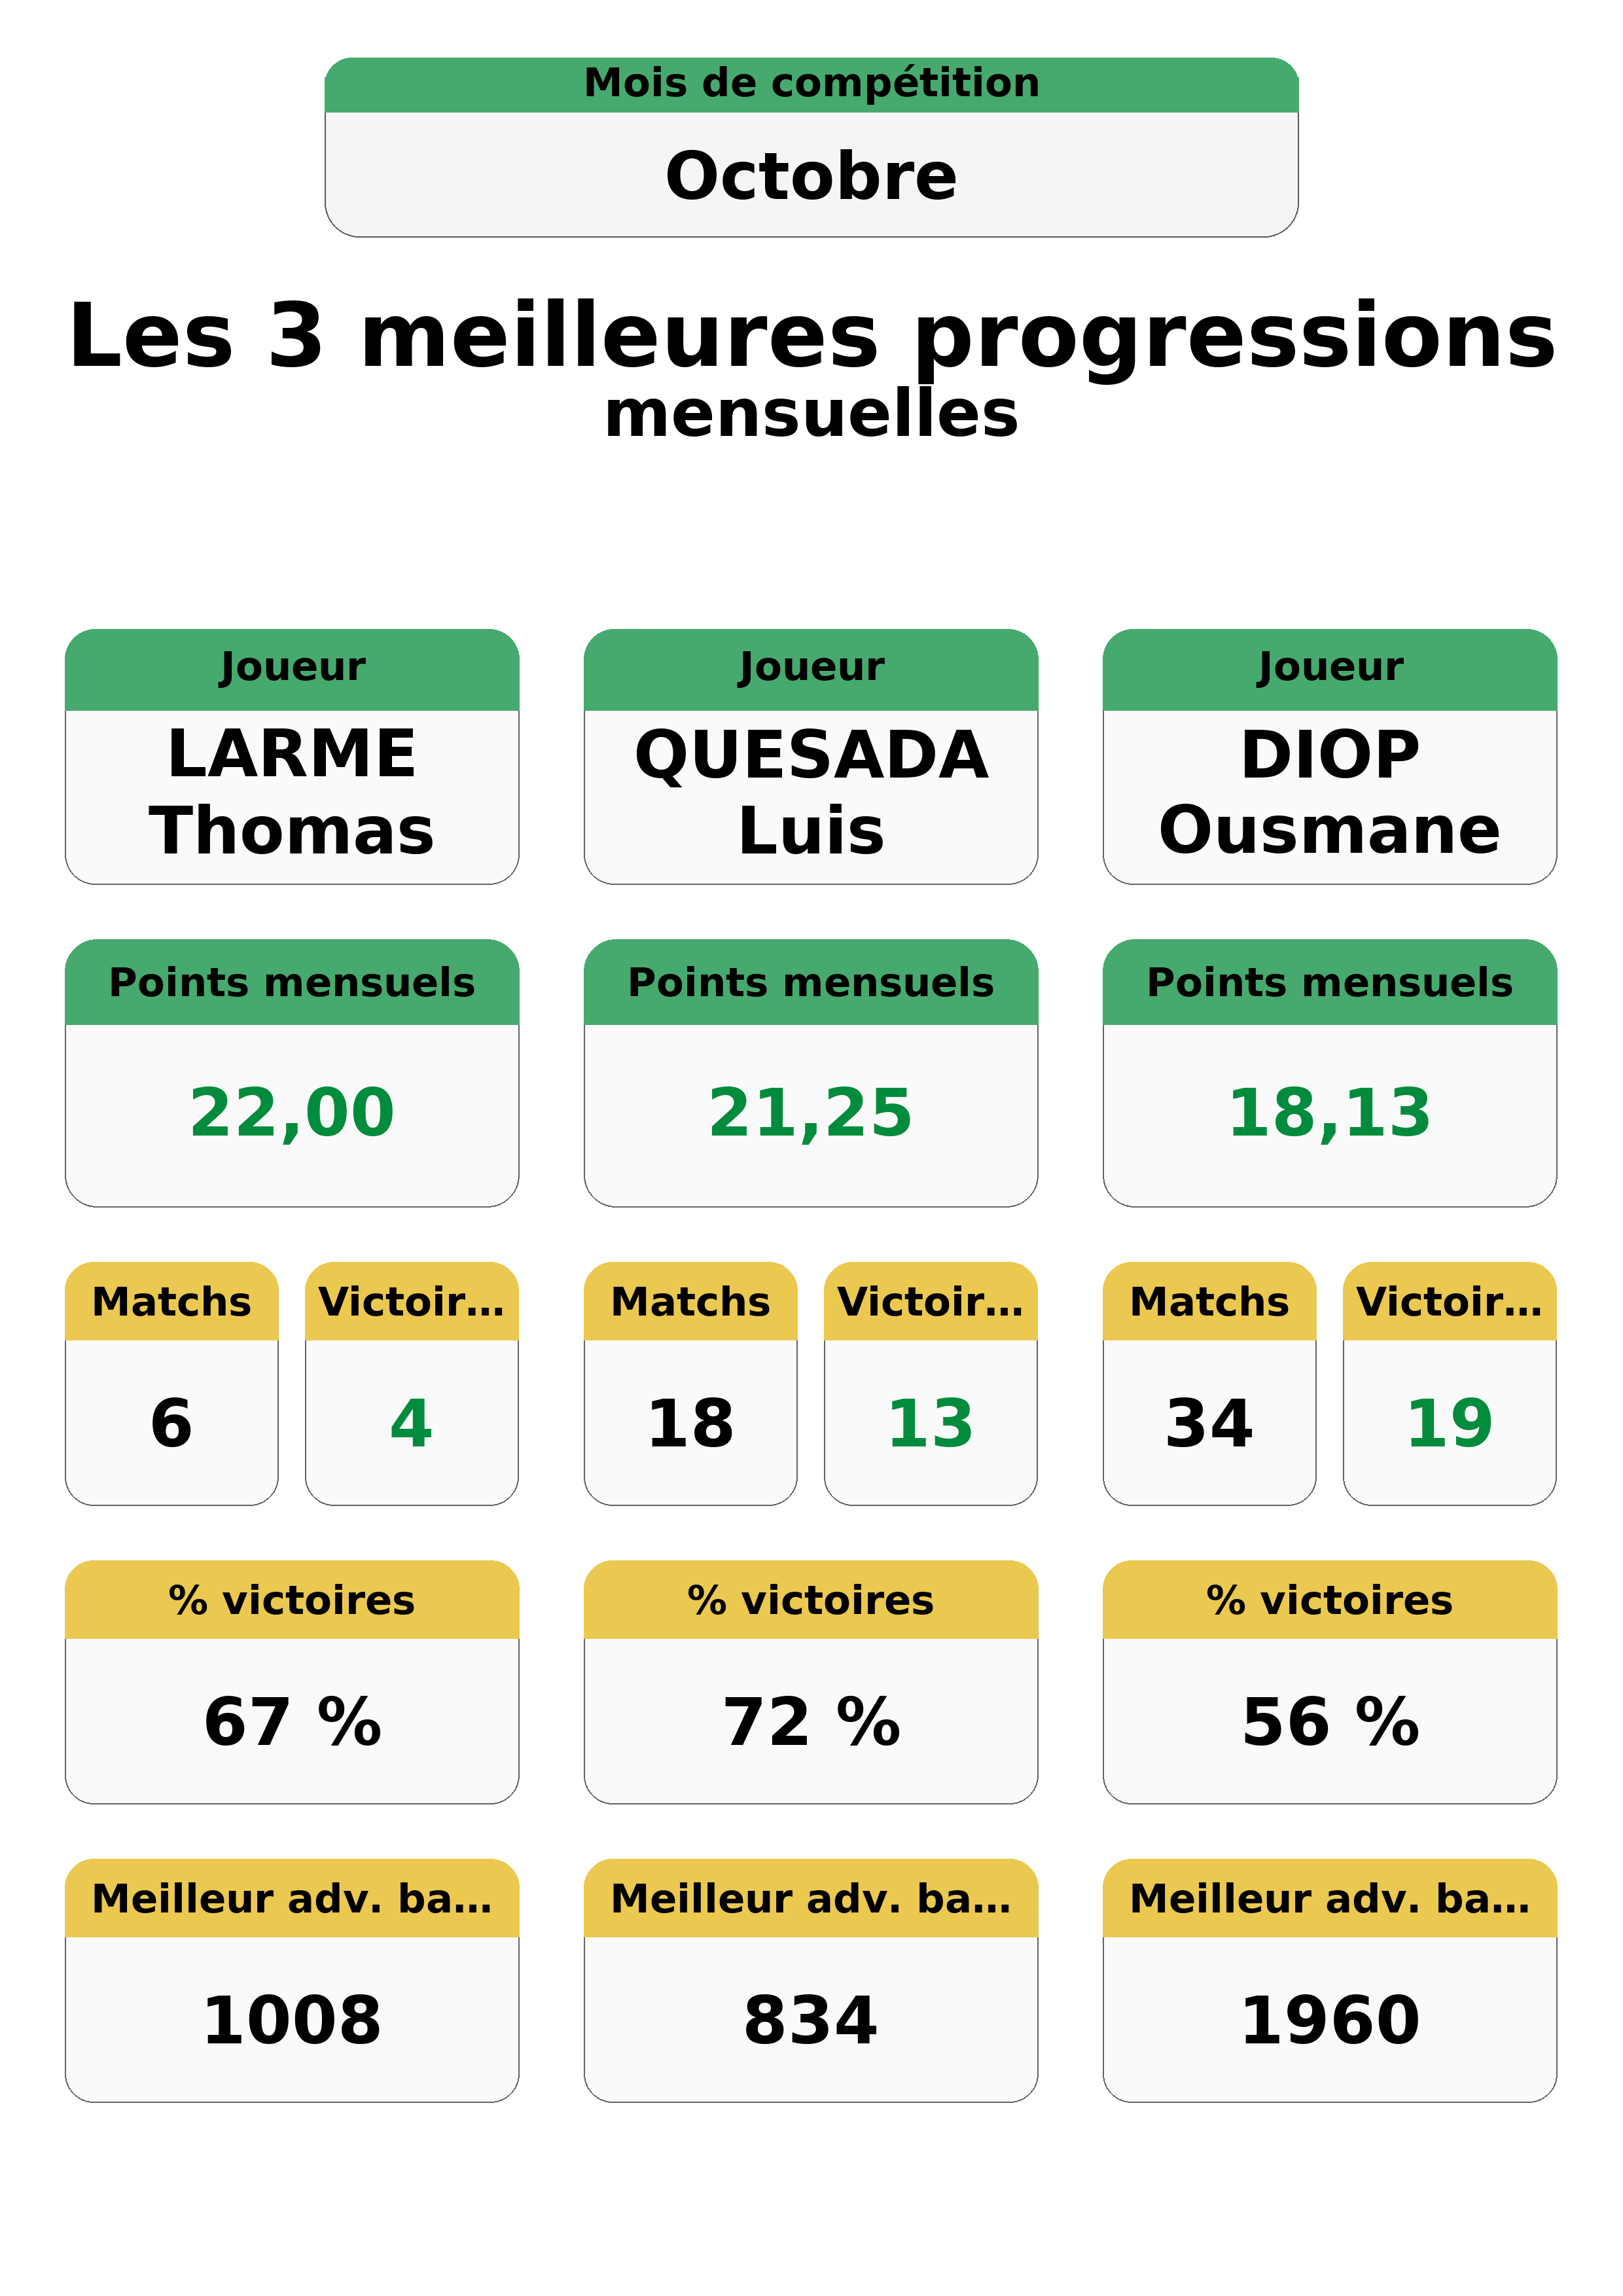 Mois de compétition
Octobre
Les 3 meilleures progressions
mensuelles
Joueur
LARME
Thomas
Joueur
QUESADA
Luis
Joueur
DIOP
Ousmane
Points mensuels
22,00
Points mensuels
21,25
Points mensuels
18,13
Matchs
6
Victoir...
4
Matchs
18
Victoir...
13
Matchs
34
Victoir...
19
% victoires
67 %
% victoires
72 %
% victoires
56 %
Meilleur adv. ba...
1008
Meilleur adv. ba...
834
Meilleur adv. ba...
1960